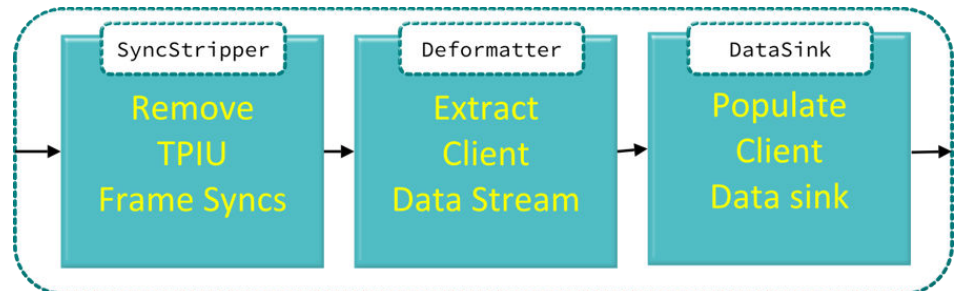 SyncStripper
Remove
TPIU
Frame Syncs
Deformatter
Extract
Client
Data Stream
DataSink
Populate
Client
Data sink